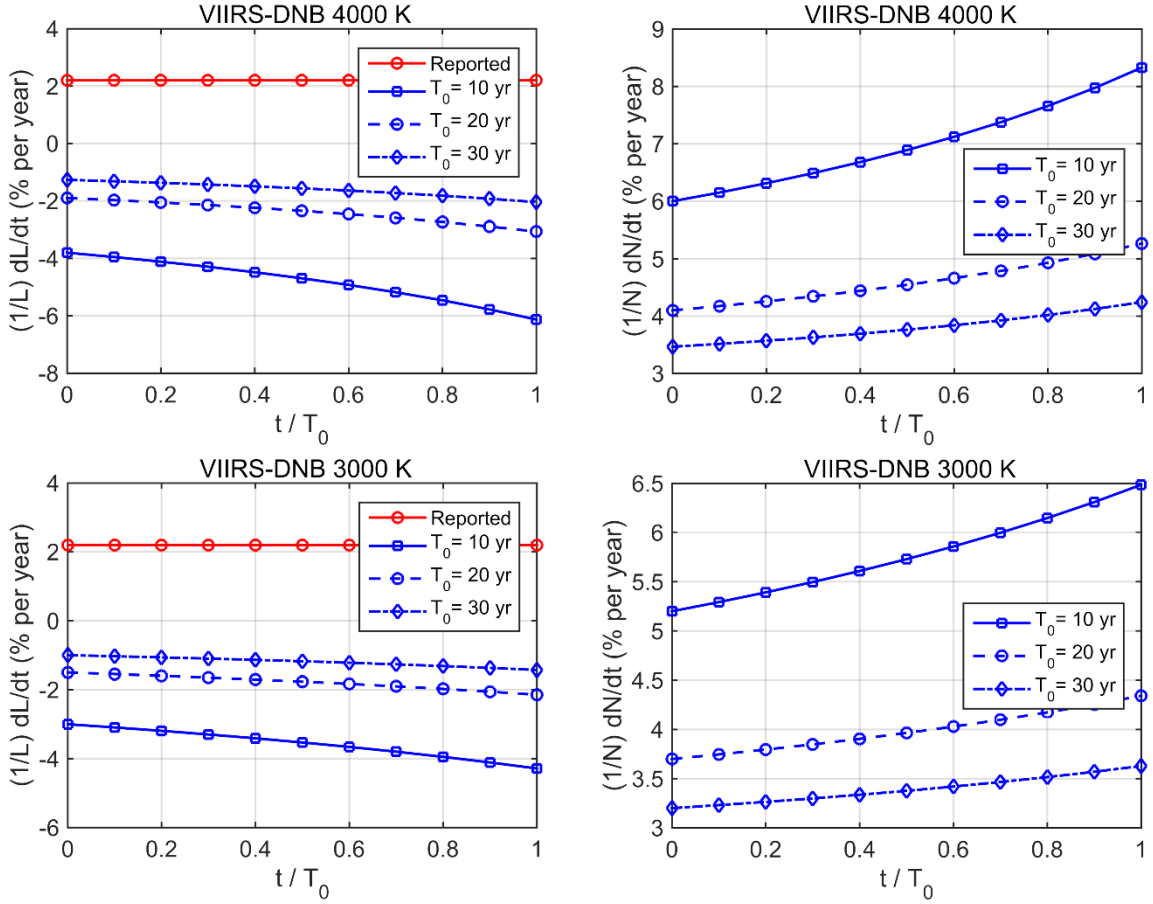 VIIRS-DNB 4000 K
4
2
0
-2
-4
-6
-8
(1/L) dL/dt (% per year)
Reported
T0= 10 yr
T0= 20 yr
T0= 30 yr
0 0.2 0.4 0.6 0.8 1
t / T0
VIIRS-DNB 4000 K
9
8
7
6
5
4
3
(1/N) dN/dt (% per year)
T0= 10 yr
T0= 20 yr
T0= 30 yr
0 0.2 0.4 0.6 0.8 1
t / T0
VIIRS-DNB 3000 K
4
2
0
-2
-4
-6
(1/L) dL/dt (% per year)
Reported
T0= 10 yr
T0= 20 yr
T0= 30 yr
0 0.2 0.4 0.6 0.8 1
t / T0
VIIRS-DNB 3000 K
6.5
6
5.5
5
4.5
4
3.5
3
(1/N) dN/dt (% per year)
T0= 10 yr
T0= 20 yr
T0= 30 yr
0 0.2 0.4 0.6 0.8 1
t / T0